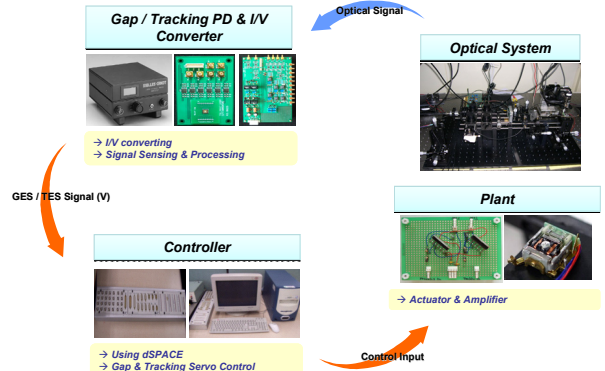 Gap / Tracking PD & I/V
Converter
→ I/V converting
→ Signal Sensing & Processing
Optical Signal
Optical System
GES / TES Signal (V)
Plant
→ Actuator & Amplifier
Controller
→ Using dSPACE
→ Gap & Tracking Servo Control
Control Input